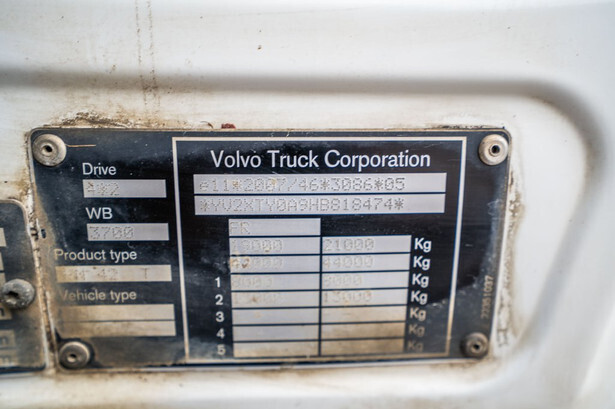 Volvo Truck Corporation
Drive
4*2
e11*2007/46*3086*05
WB
3700
*YV2XTY0A9HB818474*
FR
Product type
42 T
Vehicle type
21000 Kg
44000 Kg
1 Kg
2 13000 Kg
3 Kg
4 Kg
5 Kg